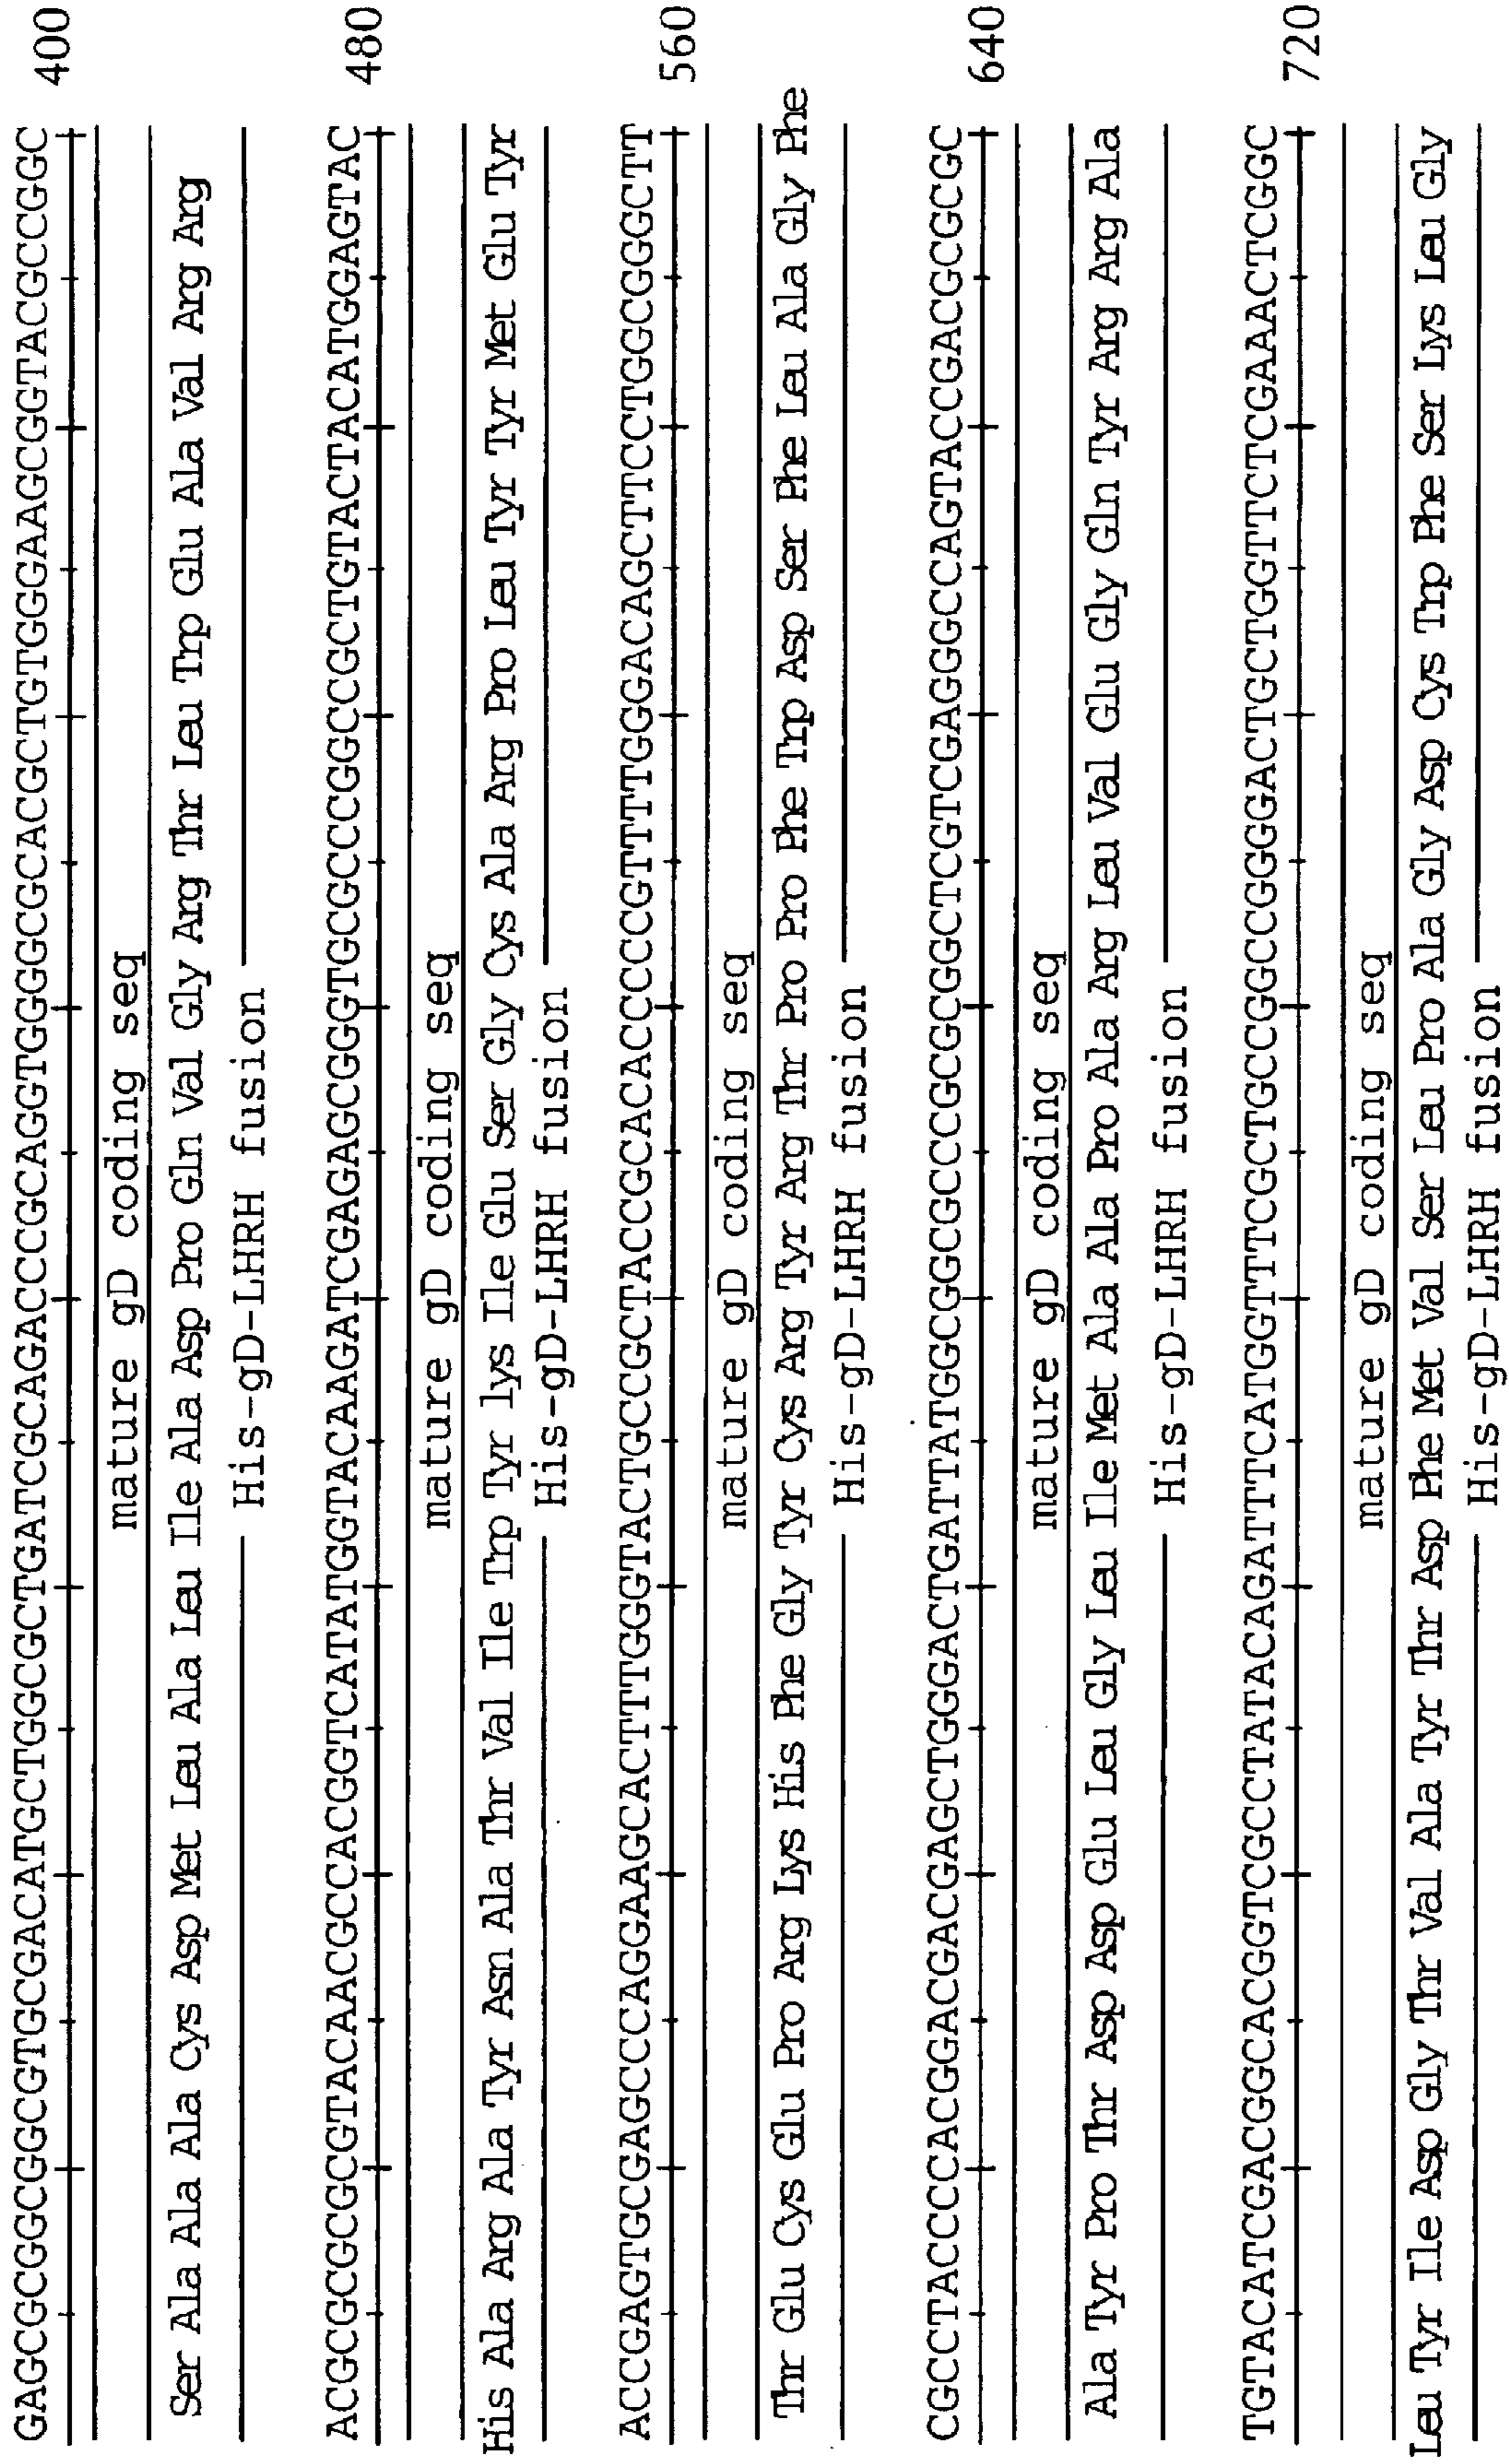 GAGCGCGGCGGCGTGCGACATGCTGGCGCTGATCGCAGACCCGCAGGTGGGGCGCACGCTGTGGGAAGCGGTACGCCGGC 400
mature gD coding seq
Ser Ala Ala Ala Cys Asp Met Leu Ala Leu Ile Ala Asp Pro Gln Val Gly Arg Thr Leu Trp Glu Ala Val Arg Arg
His-gD-LHRH fusion
ACGCGCGCGCGTACAACGCCACGGTCATATGGTACAAGATCGAGAGCGGGTGCGCCCGGCCGCTGTACTACATGGAGTAC 480
mature gD coding seq
His Ala Arg Ala Tyr Asn Ala Thr Val Ile Trp Tyr lys Ile Glu Ser Gly Cys Ala Arg Pro Leu Tyr Tyr Met Glu Tyr
His-gD-LHRH fusion
ACCGAGTGCGAGCCCAGGAAGCACTTTGGGTACTGCCGCTACCGCACACCCCCGTTTTGGGACAGCTTCCTGGCGGGCTT 560
mature gD coding seq
Thr Glu Cys Glu Pro Arg Lys His Phe Gly Tyr Cys Arg Tyr Arg Thr Pro Pro Phe Trp Asp Ser Phe Leu Ala Gly Phe
His-gD-LHRH fusion
CGCCTACCCCACGGACGACGAGCTGGGACTGATTATGGCGGCGCCCGCGCGGCTCGTCGAGGGCCAGTACCGACGCGCGC 640
mature gD coding seq
Ala Tyr Pro Thr Asp Asp Glu Leu Gly Leu Ile Met Ala Ala Pro Ala Arg Leu Val Glu Gly Gln Tyr Arg Arg Ala
His-gD-LHRH fusion
TGTACATCGACGGCACGGTCGCCTATACAGATTTCATGGTTTCGCTGCCGGCCGGGGACTGCTGGTTCTCGAAACTCGGC 720
mature gD coding seq
Leu Tyr Ile Asp Gly Thr Val Ala Tyr Thr Asp Phe Met Val Ser Leu Pro Ala Gly Asp Cys Trp Phe Ser Lys Leu Gly
His-gD-LHRH fusion